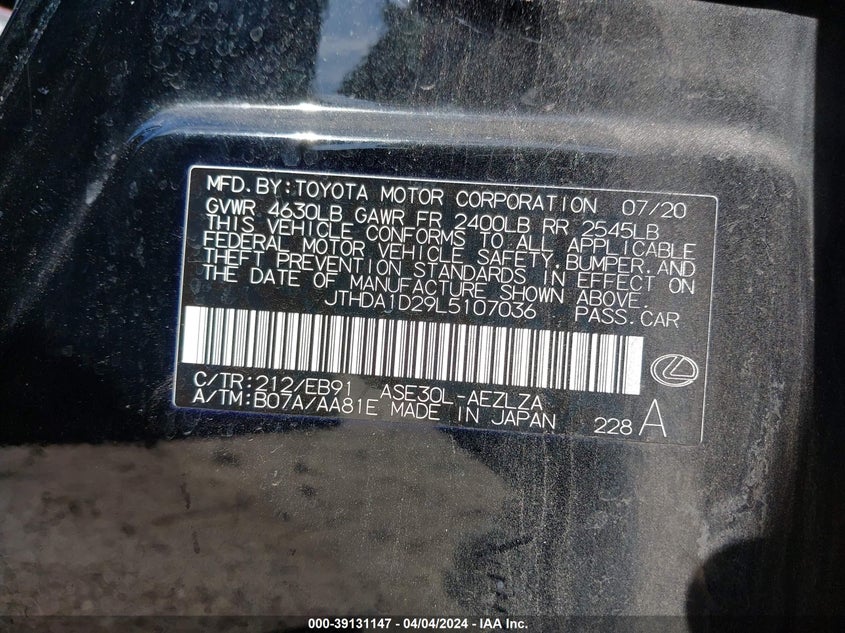 MFD. BY: TOYOTA MOTOR CORPORATION 07/20
GVWR 4630LB GAWR FR 2400LB RR 2545LB
THIS VEHICLE CONFORMS TO ALL APPLICABLE
FEDERAL MOTOR VEHICLE SAFETY, BUMPER, AND
THEFT PREVENTION STANDARDS IN EFFECT ON
THE DATE OF MANUFACTURE SHOWN ABOVE.
JTHDA1D29L5107036 PASS. CAR
C/TR: 212/EB91 ASE30L-AEZLZA
A/TM: B07A/AA81E MADE IN JAPAN 228 A
000-39131147 - 04/04/2024 - IAA Inc.